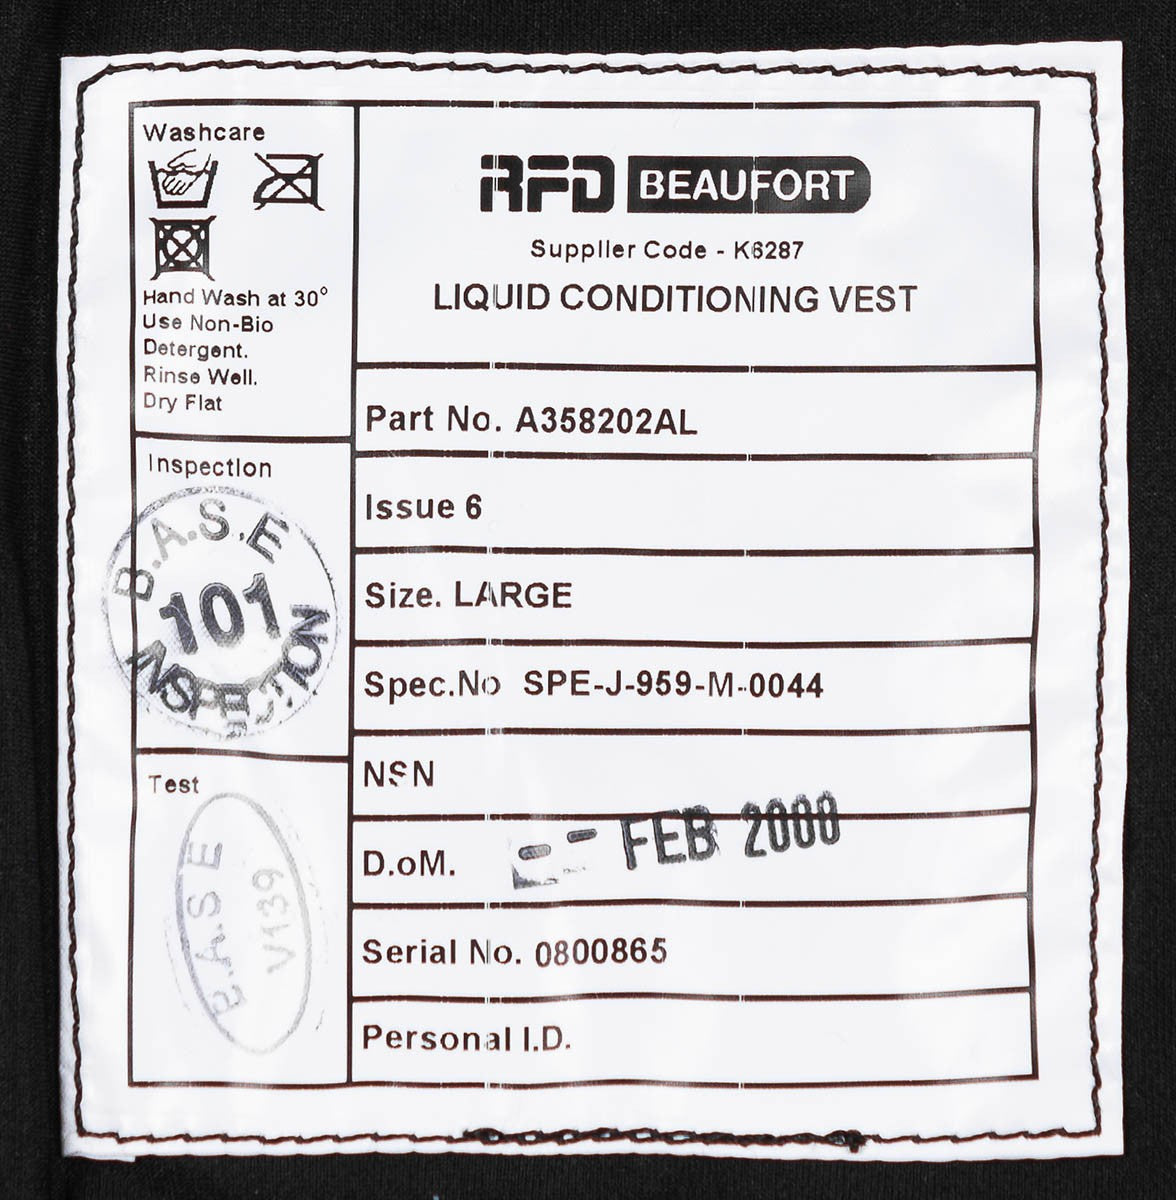 Washcare
Hand Wash at 30°
Use Non-Bio
Detergent.
Rinse Well.
Dry Flat
Inspection
B.A.S.E
101
INSPECTION
Test
B.A.S E
V139
RFD BEAUFORT
Supplier Code - K6287
LIQUID CONDITIONING VEST
Part No. A358202AL
Issue 6
Size. LARGE
Spec.No SPE-J-959-M-0044
NSN
D.oM. - - FEB 2000
Serial No. 0800865
Personal I.D.